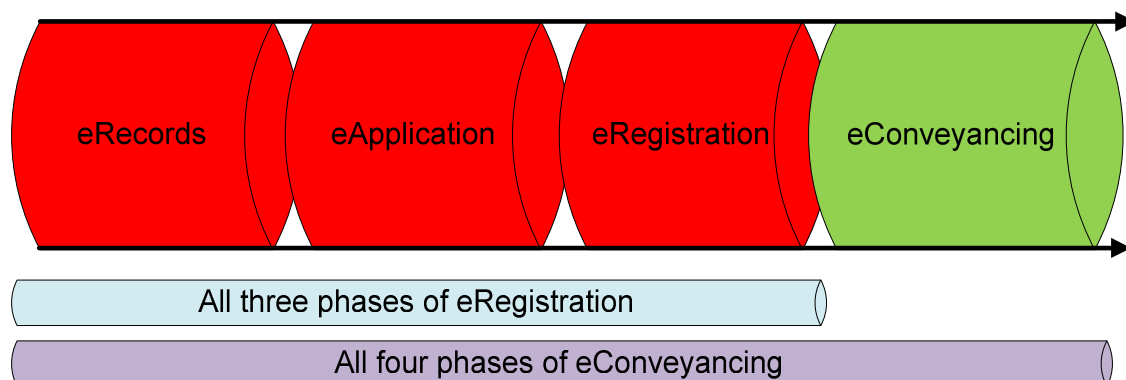 eRecords eApplication eRegistration eConveyancing
All three phases of eRegistration
All four phases of eConveyancing